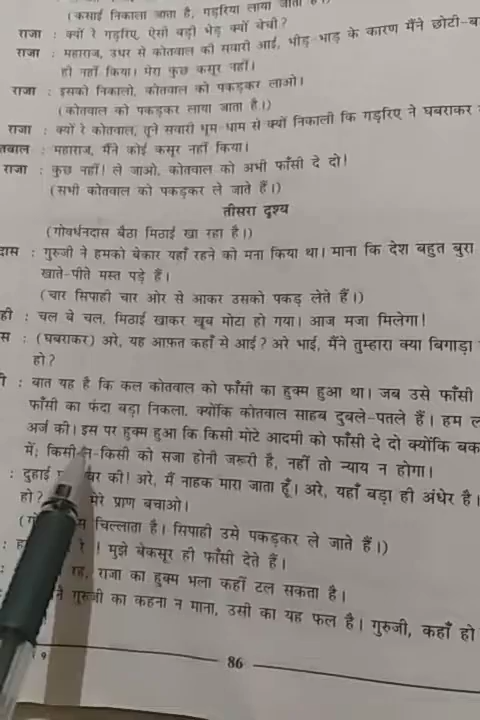 (कसाई निकाला जाता है, गड़रिया लाया जाता है।)
राजा : क्यों रे गड़रिए, ऐसी बड़ी भेड़ क्यों बेची?
राजा : महाराज, उधर से कोतवाल की सवारी आई, भीड़-भाड़ के कारण मैंने छोटी-ब
ही नहीं किया। मेरा कुछ कसूर नहीं।
राजा : इसको निकालो, कोतवाल को पकड़कर लाओ।
(कोतवाल को पकड़कर लाया जाता है।)
राजा : क्यों रे कोतवाल, तूने सवारी धूम-धाम से क्यों निकाली कि गड़रिए ने घबराकर
तवाल : महाराज, मैंने कोई कसूर नहीं किया।
राजा : कुछ नहीं! ले जाओ, कोतवाल को अभी फाँसी दे दो!
(सभी कोतवाल को पकड़कर ले जाते हैं।)
तीसरा दृश्य
(गोवर्धनदास बैठा मिठाई खा रहा है।)
दास : गुरुजी ने हमको बेकार यहाँ रहने को मना किया था। माना कि देश बहुत बुरा
खाते-पीते मस्त पड़े हैं।
(चार सिपाही चार ओर से आकर उसको पकड़ लेते हैं।)
ही : चल बे चल, मिठाई खाकर खूब मोटा हो गया। आज मजा मिलेगा!
स : (घबराकर) अरे, यह आफ़त कहाँ से आई? अरे भाई, मैंने तुम्हारा क्या बिगाड़ा
हो?
ी : बात यह है कि कल कोतवाल को फाँसी का हुक्म हुआ था। जब उसे फाँसी
फाँसी का फंदा बड़ा निकला, क्योंकि कोतवाल साहब दुबले-पतले हैं। हम ल
अर्ज की। इस पर हुक्म हुआ कि किसी मोटे आदमी को फाँसी दे दो क्योंकि बक
में; किसी-न-किसी को सजा होनी जरूरी है, नहीं तो न्याय न होगा।
: दुहाई की! अरे, मैं नाहक मारा जाता हूँ। अरे, यहाँ बड़ा ही अंधेर है।
हो? मेरे प्राण बचाओ।
चिल्लाता है। सिपाही उसे पकड़कर ले जाते हैं।)
: रे ! मुझे बेकसूर ही फाँसी देते हैं।
रह, राजा का हुक्म भला कहीं टल सकता है।
ने गुरुजी का कहना न माना, उसी का यह फल है। गुरुजी, कहाँ हो
86